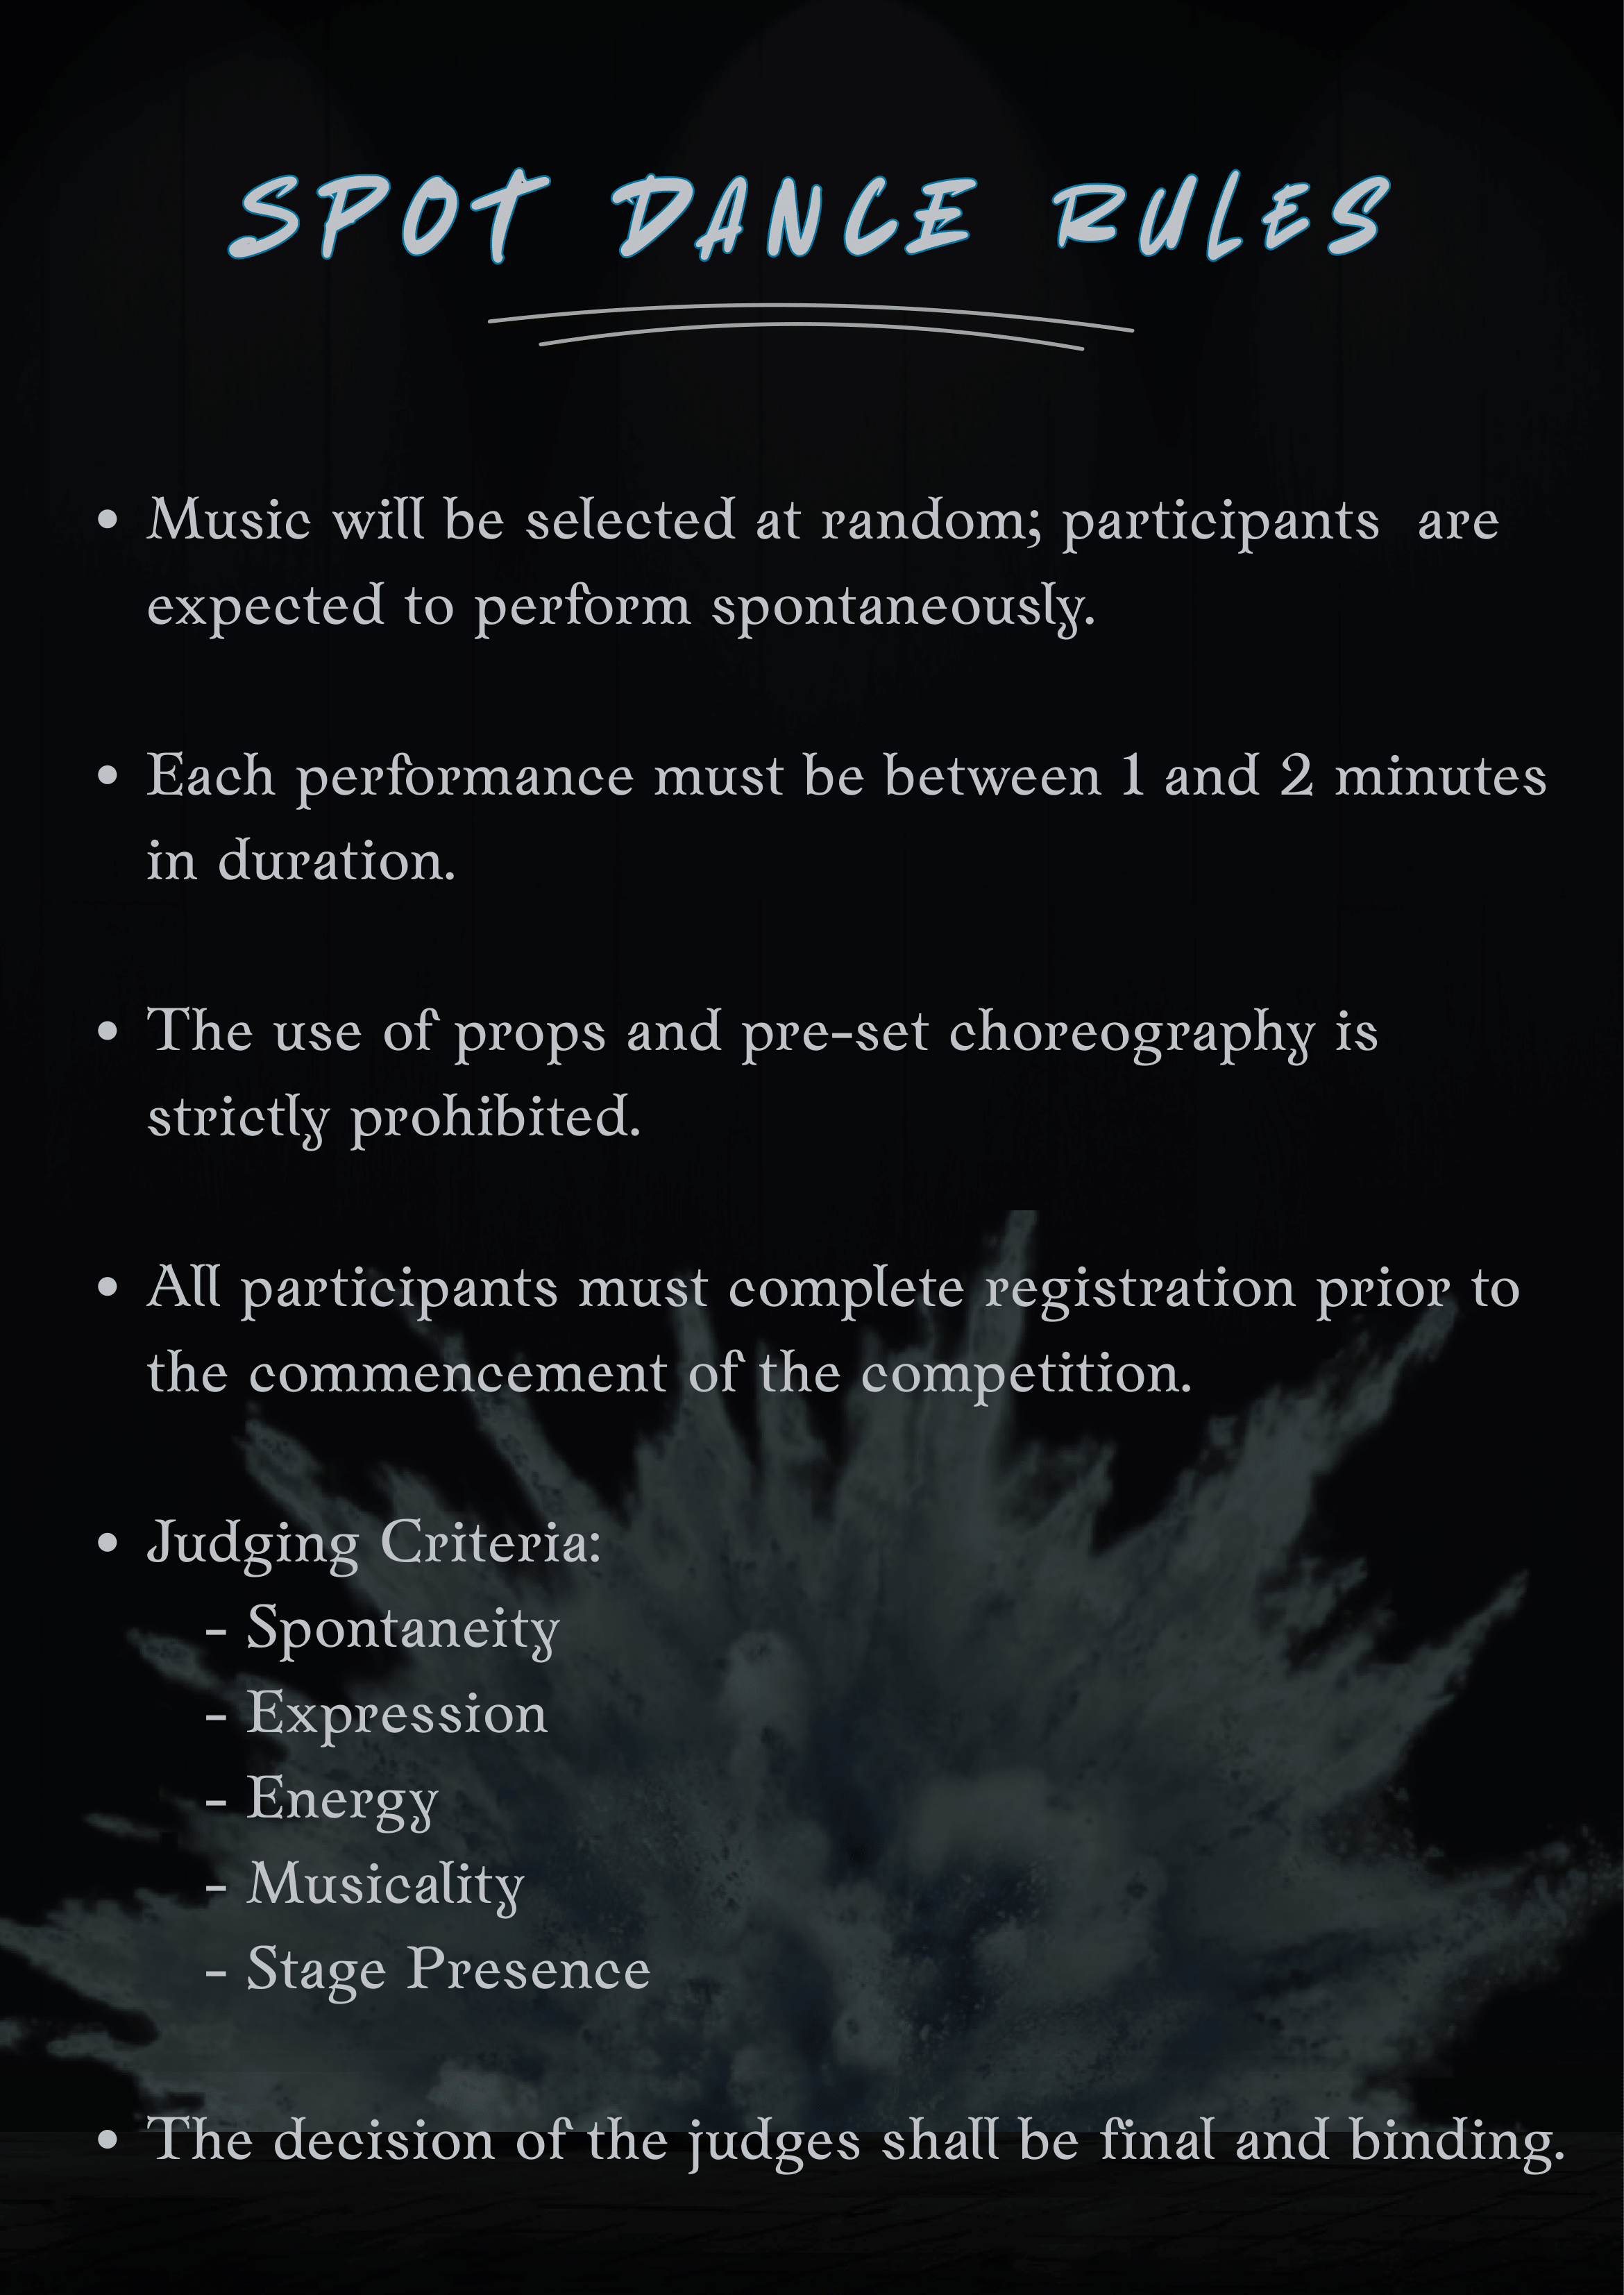 SPOT DANCE RULES
• Music will be selected at random; participants  are
expected to perform spontaneously.
• Each performance must be between 1 and 2 minutes
in duration.
• The use of props and pre-set choreography is
strictly prohibited.
• All participants must complete registration prior to
the commencement of the competition.
• Judging Criteria:
- Spontaneity
- Expression
- Energy
- Musicality
- Stage Presence
• The decision of the judges shall be final and binding.